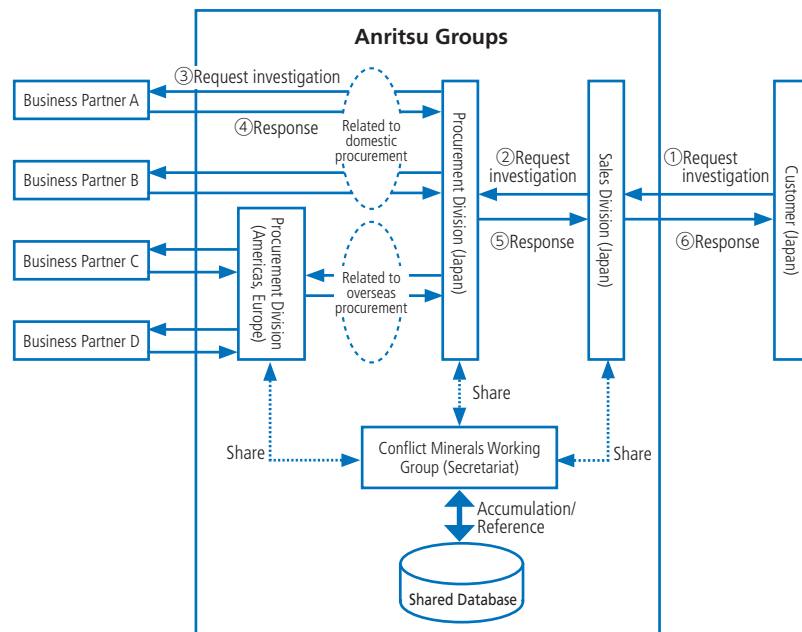 Anritsu Groups
③Request investigation
Business Partner A
④Response
Related to
domestic
procurement
Business Partner B
②Request
investigation
①Request
investigation
Procurement Division
(Japan)
Sales Division (Japan)
Customer (Japan)
⑤Response
⑥Response
Business Partner C
Procurement Division
(Americas, Europe)
Related to
overseas
procurement
Business Partner D
Share
Share
Share
Conflict Minerals Working
Group (Secretariat)
Accumulation/
Reference
Shared Database